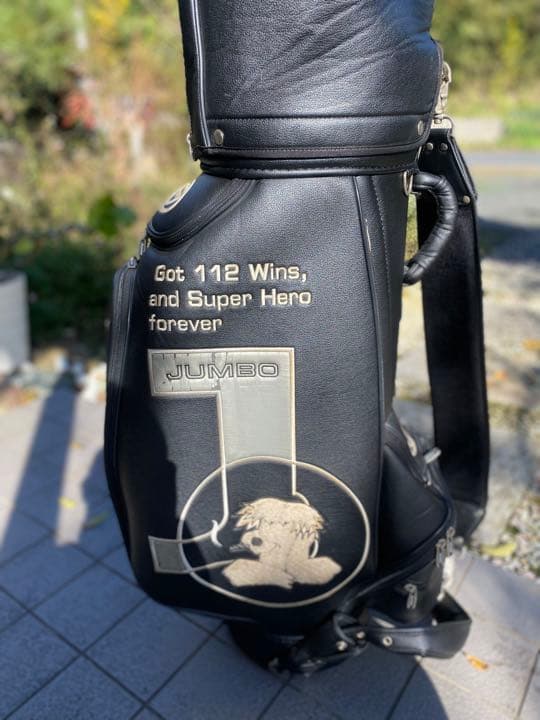 Got 112 Wins,
and Super Hero
forever
JUMBO